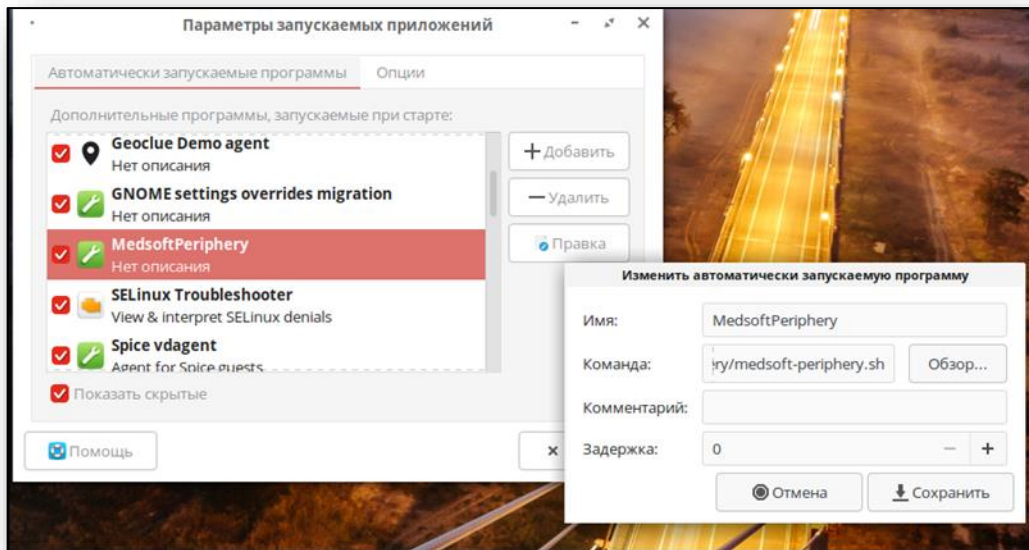 Параметры запускаемых приложений
Автоматически запускаемые программы
Опции
Дополнительные программы, запускаемые при старте:
Geoclue Demo agent
Нет описания
GNOME settings overrides migration
Нет описания
MedsoftPeriphery
Нет описания
SELinux Troubleshooter
View & interpret SELinux denials
Spice vdagent
Agent for Spice guests
Показать скрытые
Добавить
Удалить
Правка
Помощь
Изменить автоматически запускаемую программу
Имя:
MedsoftPeriphery
Команда:
ry/medsoft-periphery.sh
Обзор...
Комментарий:
Задержка:
0
Отмена
Сохранить